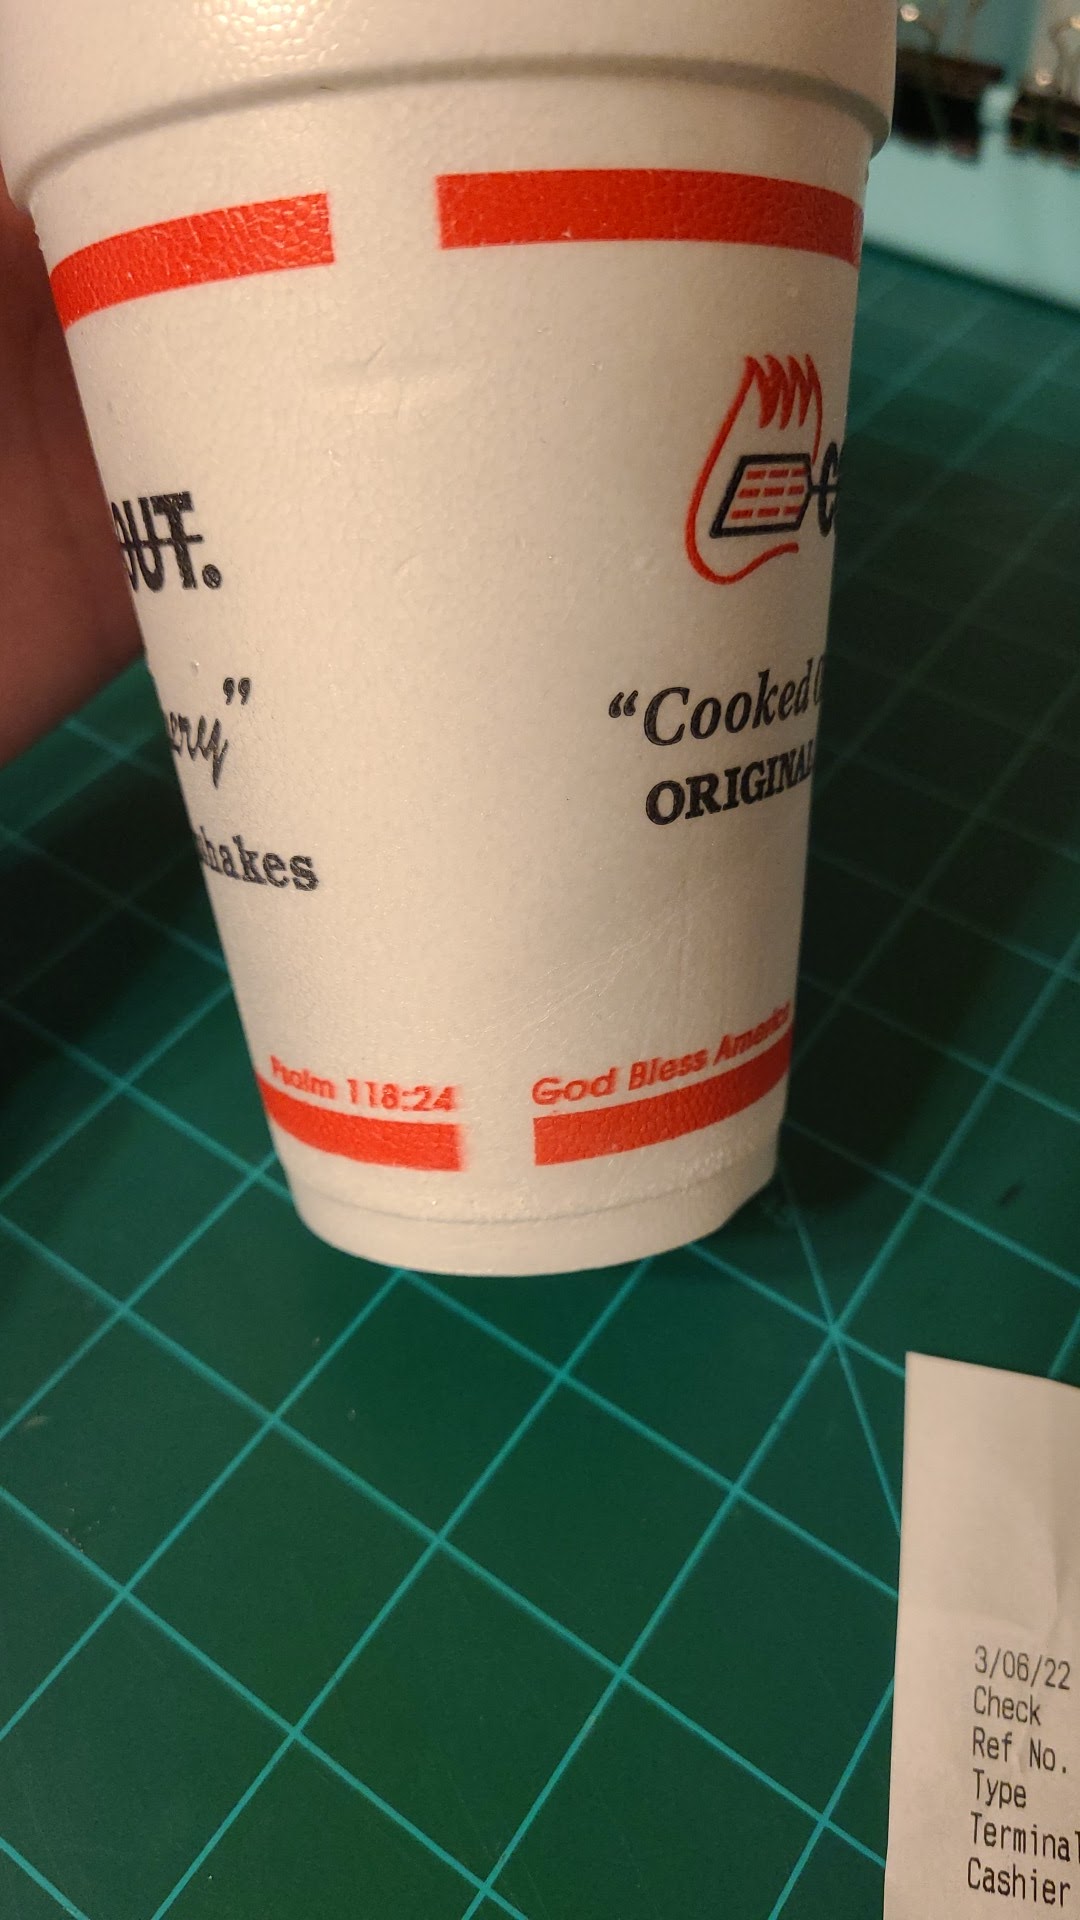 OUT.®
ery”
hakes
Psalm 118:24
“Cooked
ORIGINAL
God Bless America
3/06/22
Check
Ref No.
Type
Terminal
Cashier